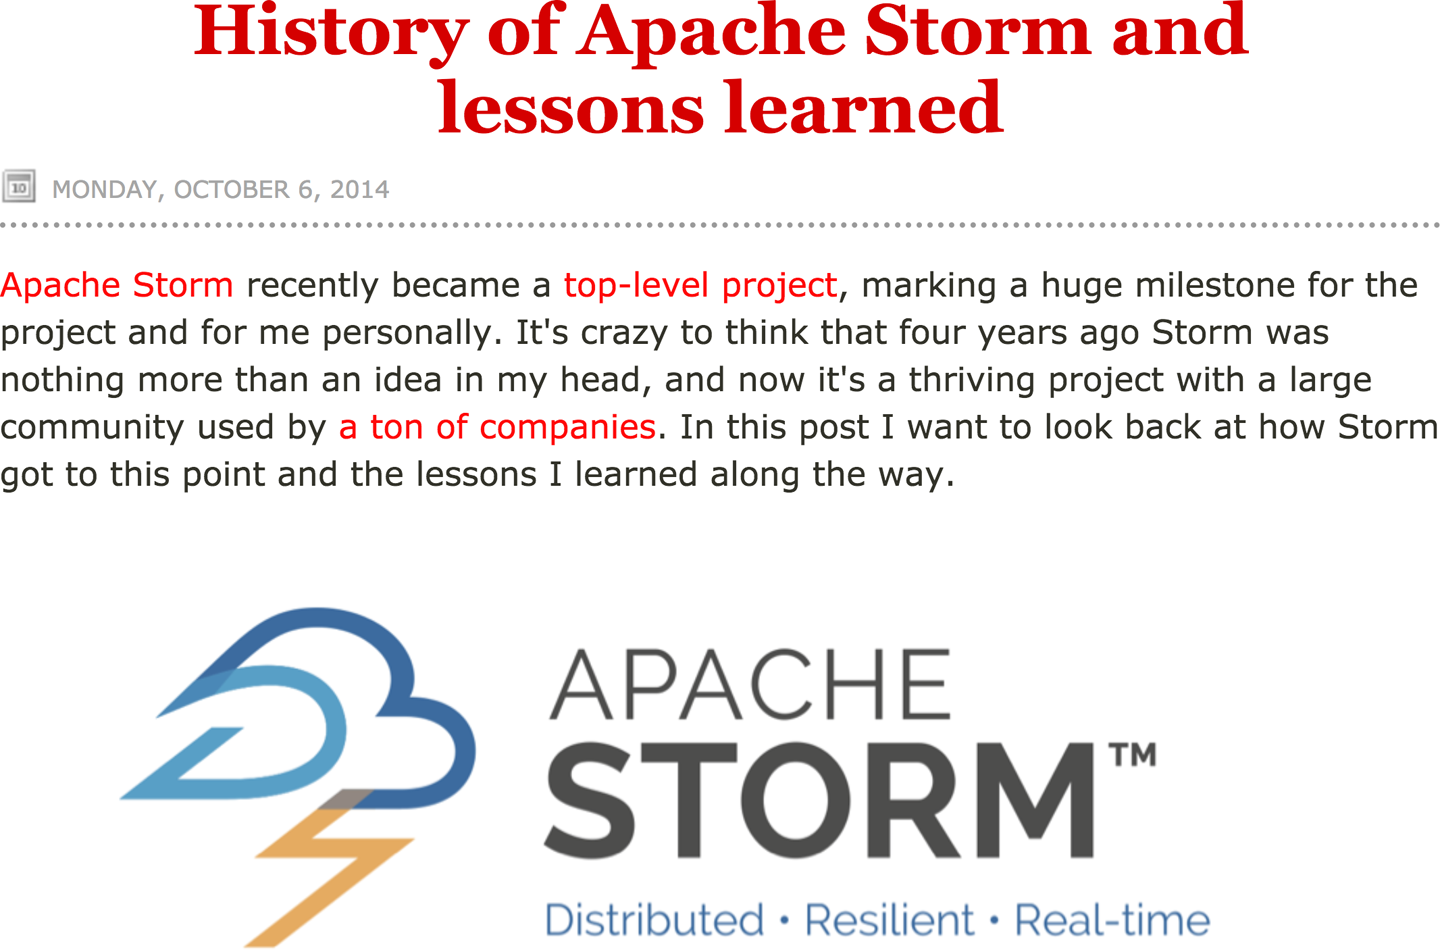 History of Apache Storm and
lessons learned
10
MONDAY, OCTOBER 6, 2014
Apache Storm recently became a top-level project, marking a huge milestone for the
project and for me personally. It's crazy to think that four years ago Storm was
nothing more than an idea in my head, and now it's a thriving project with a large
community used by a ton of companies. In this post I want to look back at how Storm
got to this point and the lessons I learned along the way.
APACHE
STORM™
Distributed • Resilient • Real-time